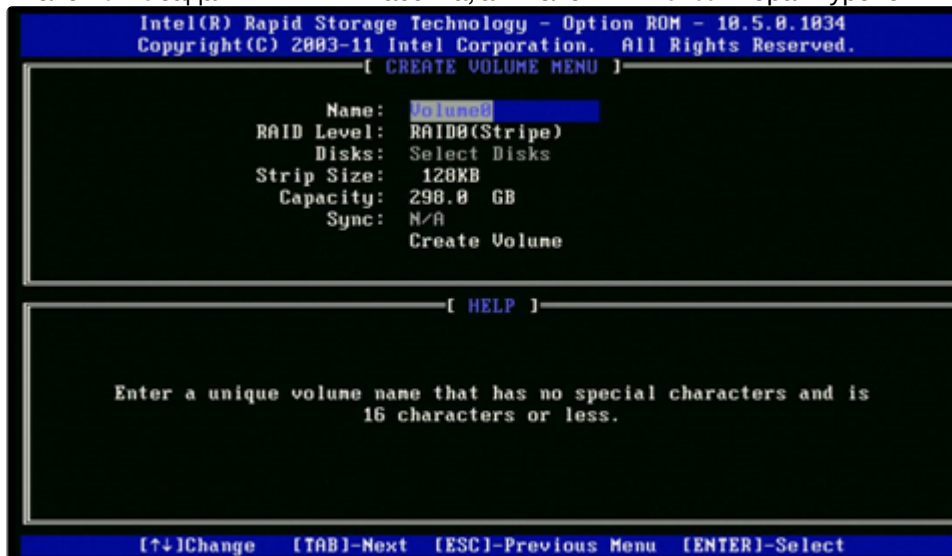 Intel(R) Rapid Storage Technology - Option ROM - 10.5.0.1034
Copyright(C) 2003-11 Intel Corporation. All Rights Reserved.
[ CREATE VOLUME MENU ]
Name: Volume0
RAID Level: RAID0(Stripe)
Disks: Select Disks
Strip Size: 128KB
Capacity: 298.0 GB
Sync: N/A
Create Volume
[ HELP ]
Enter a unique volume name that has no special characters and is
16 characters or less.
[↑↓]Change [TAB]-Next [ESC]-Previous Menu [ENTER]-Select